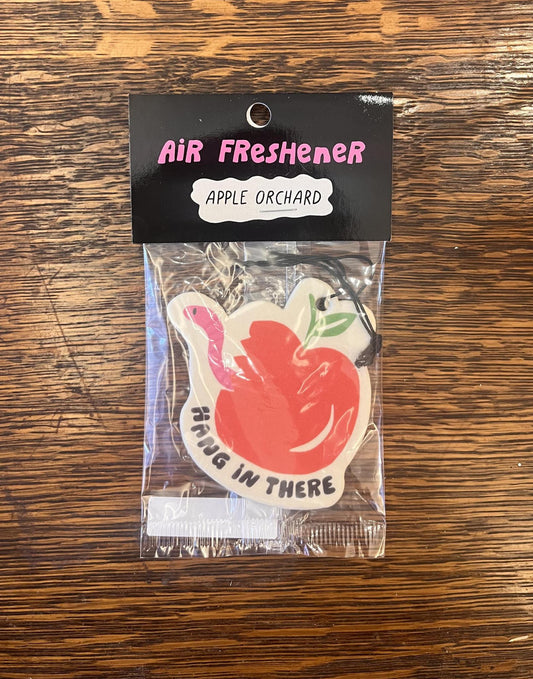 AiR FResHeneR
APPLE ORCHARD
HANG iN THERE